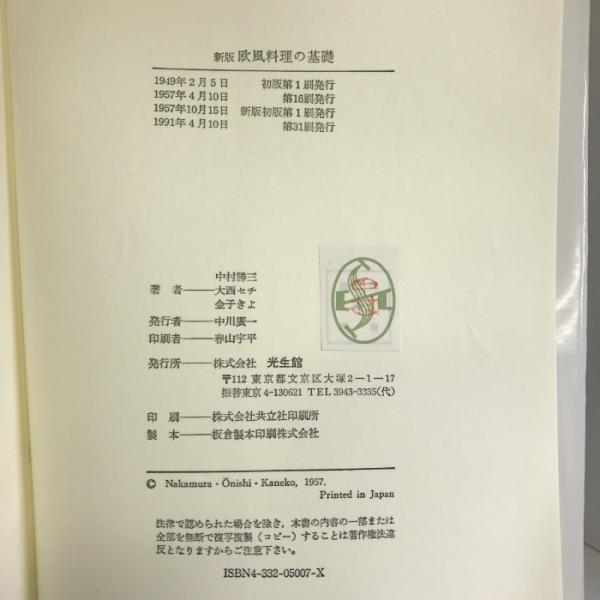 新版 欧風料理の基礎
1949年2月5日 初版第1刷発行
1957年4月10日 第16刷発行
1957年10月15日 新版初版第1刷発行
1991年4月10日 第31刷発行
中村勝三
著者——大西セチ
金子きよ
発行者——中川廣一
印刷者——春山宇平
発行所——株式会社 光生館
〒112 東京都文京区大塚2-1-17
振替東京4-130621 TEL 3943-3335(代)
印刷——株式会社共立社印刷所
製本——板倉製本印刷株式会社
© Nakamura・Ōnishi・Kaneko, 1957.
Printed in Japan
法律で認められた場合を除き，本書の内容の一部または
全部を無断で複写複製（コピー）することは著作権法違
反となりますからご注意下さい。
ISBN4-332-05007-X